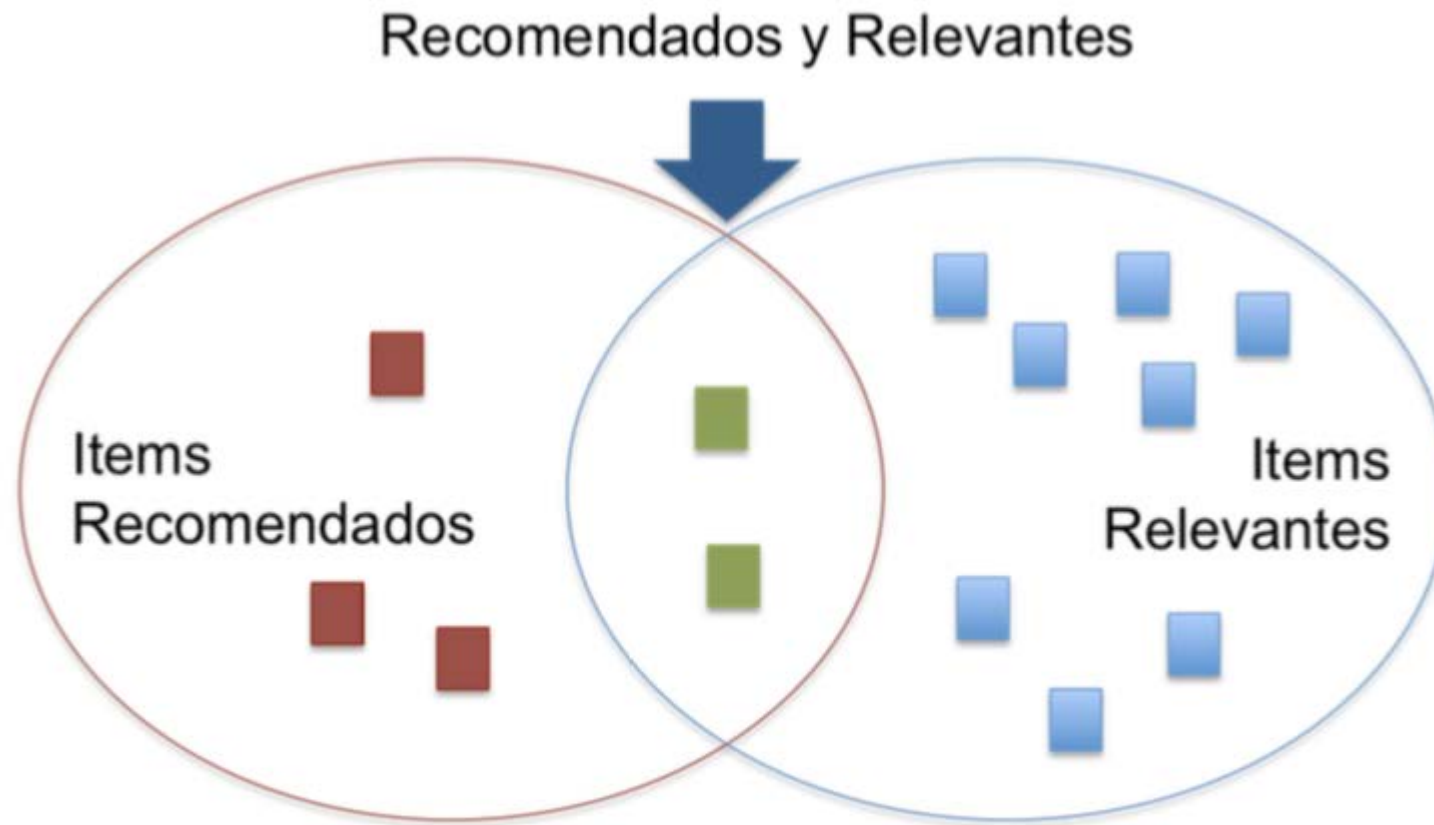 Recomendados y Relevantes
Items
Recomendados
Items
Relevantes